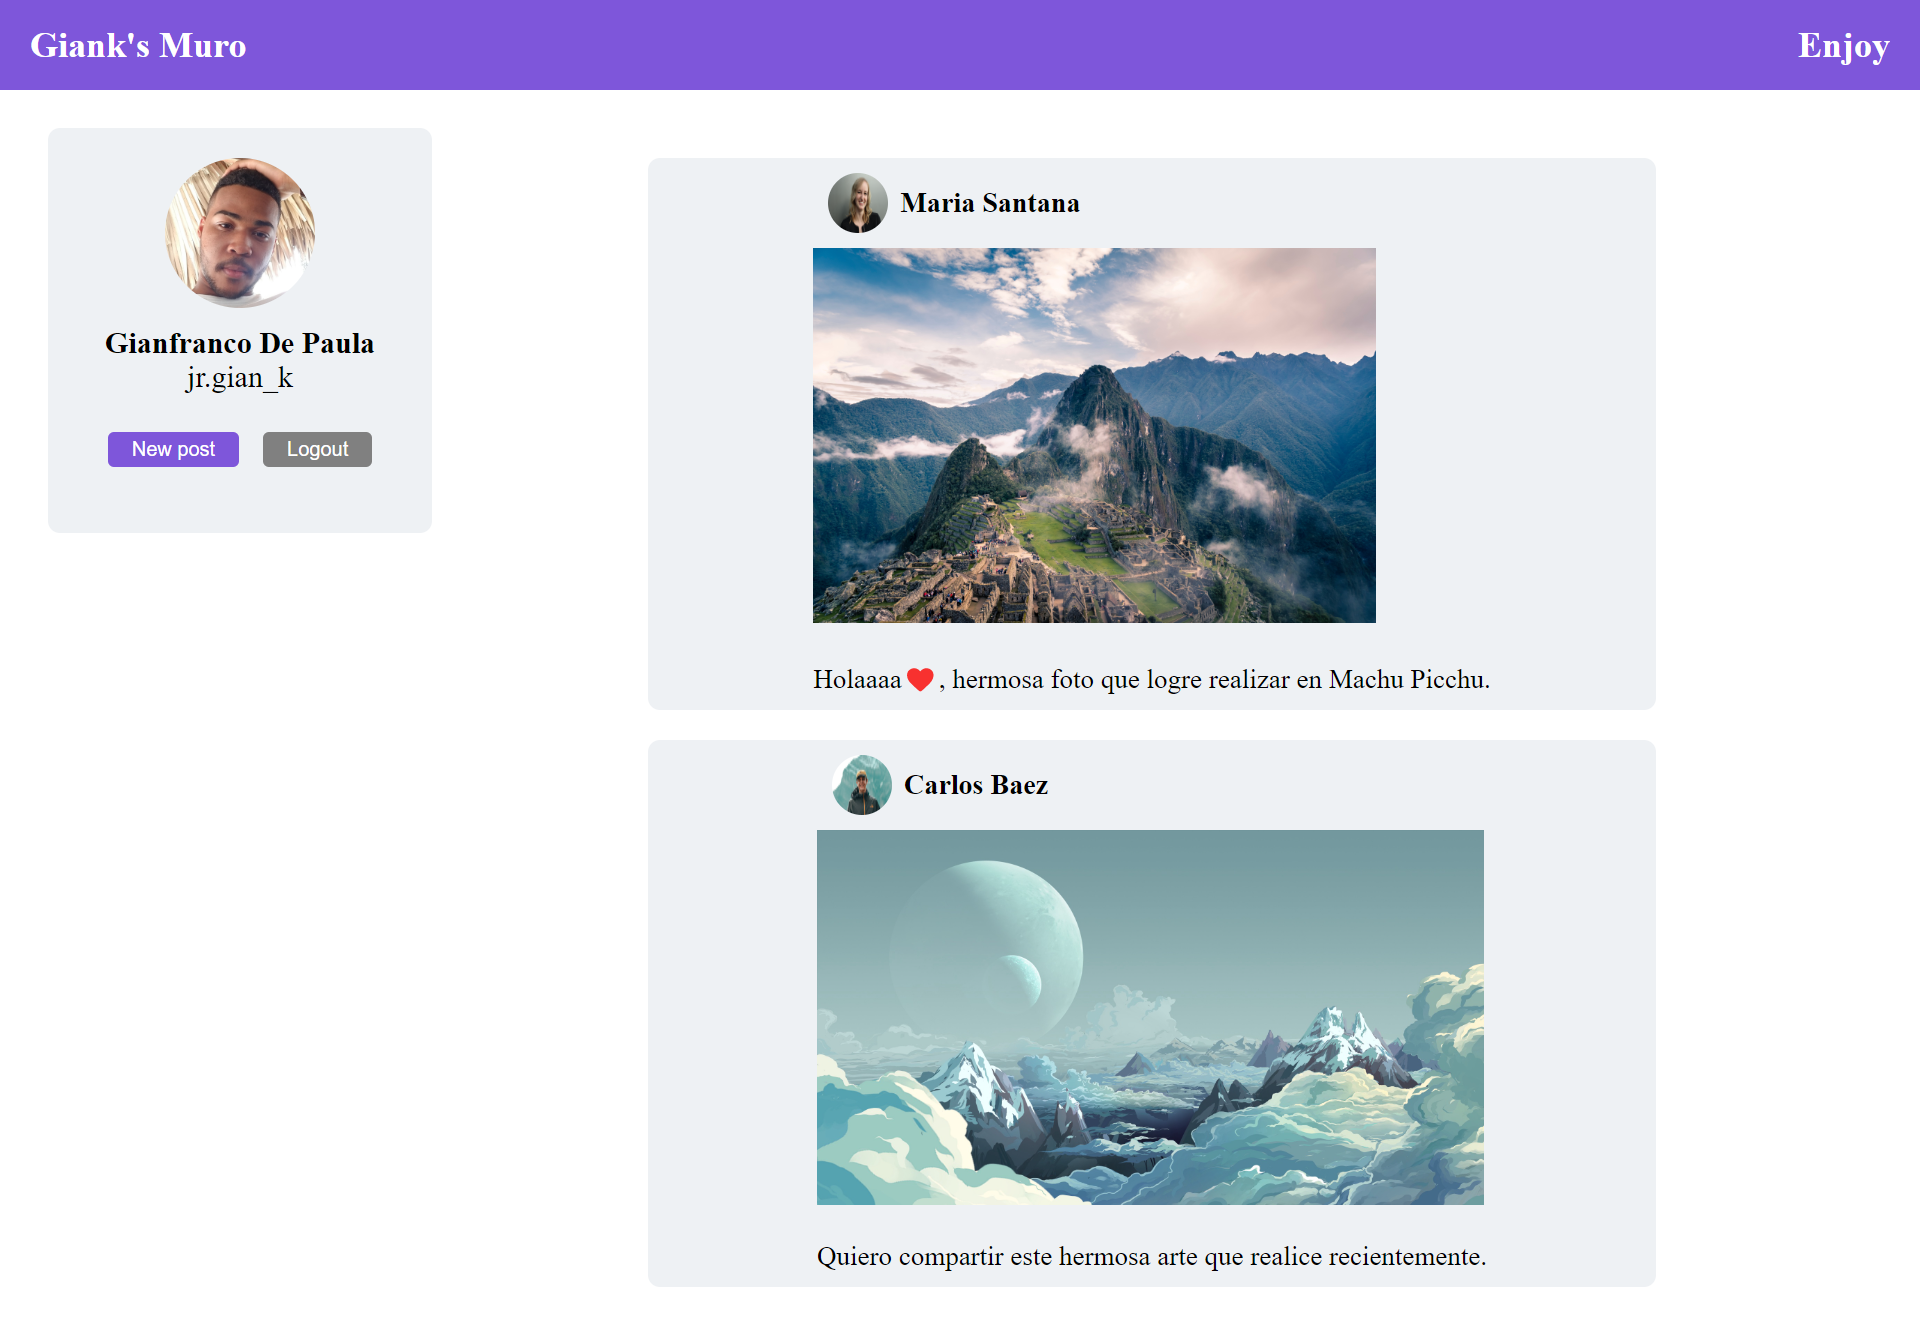 Giank's Muro
Enjoy
Gianfranco De Paula
jr.gian_k
New post
Logout
Maria Santana
Holaaaa❤️, hermosa foto que logre realizar en Machu Picchu.
Carlos Baez
Quiero compartir este hermosa arte que realice recientemente.